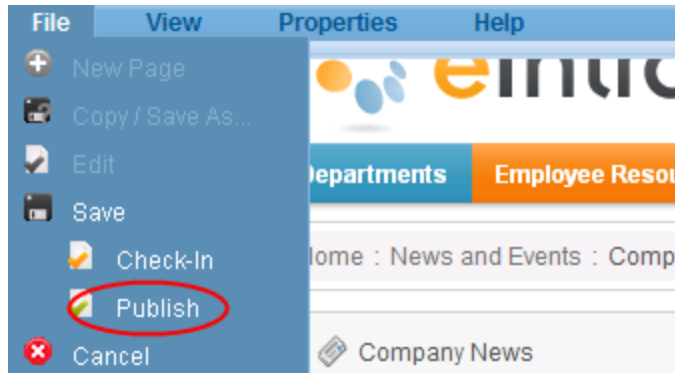 File View Properties Help
New Page
Copy / Save As...
Edit
Employee Resou
Save
Home : News and Events : Comp
Check-In
Publish
Cancel
Company News